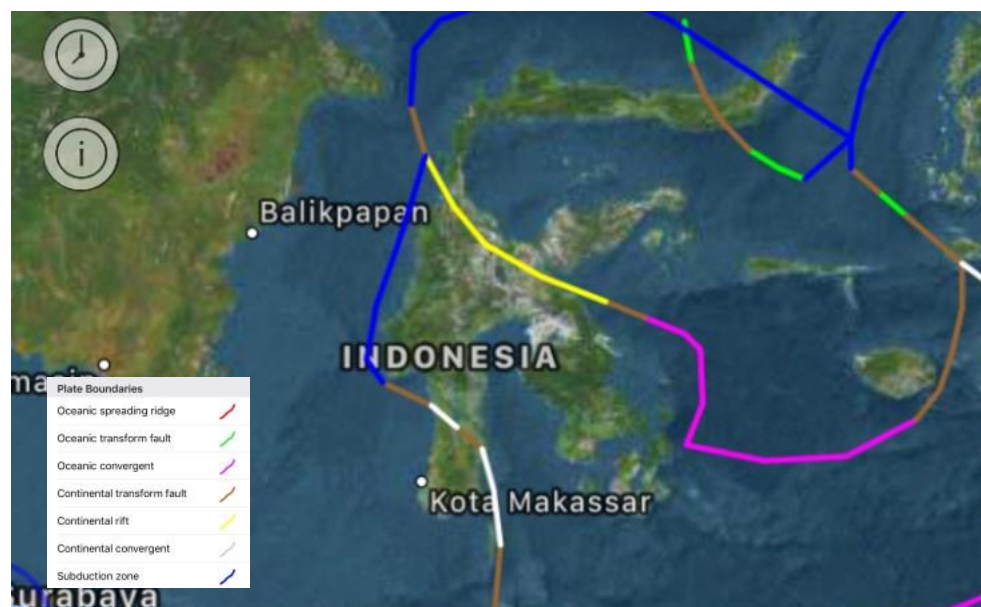 i
Balikpapan
INDONESIA
Plate Boundaries
Oceanic spreading ridge
Oceanic transform fault
Oceanic convergent
Continental transform fault
Continental rift
Continental convergent
Subduction zone
Kota Makassar